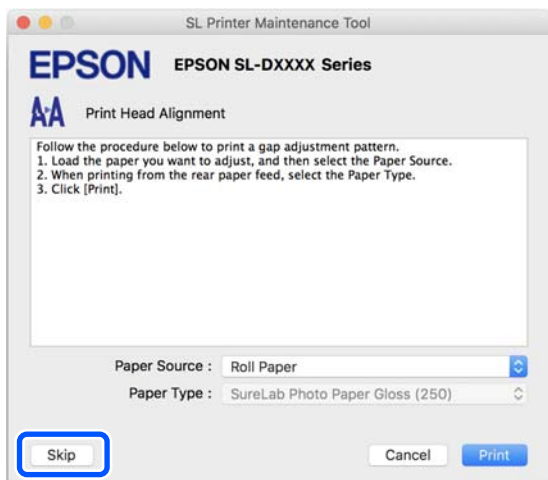 SL Printer Maintenance Tool
EPSON EPSON SL-DXXXX Series
Print Head Alignment
Follow the procedure below to print a gap adjustment pattern.
1. Load the paper you want to adjust, and then select the Paper Source.
2. When printing from the rear paper feed, select the Paper Type.
3. Click [Print].
Paper Source : Roll Paper
Paper Type : SureLab Photo Paper Gloss (250)
Skip Cancel Print